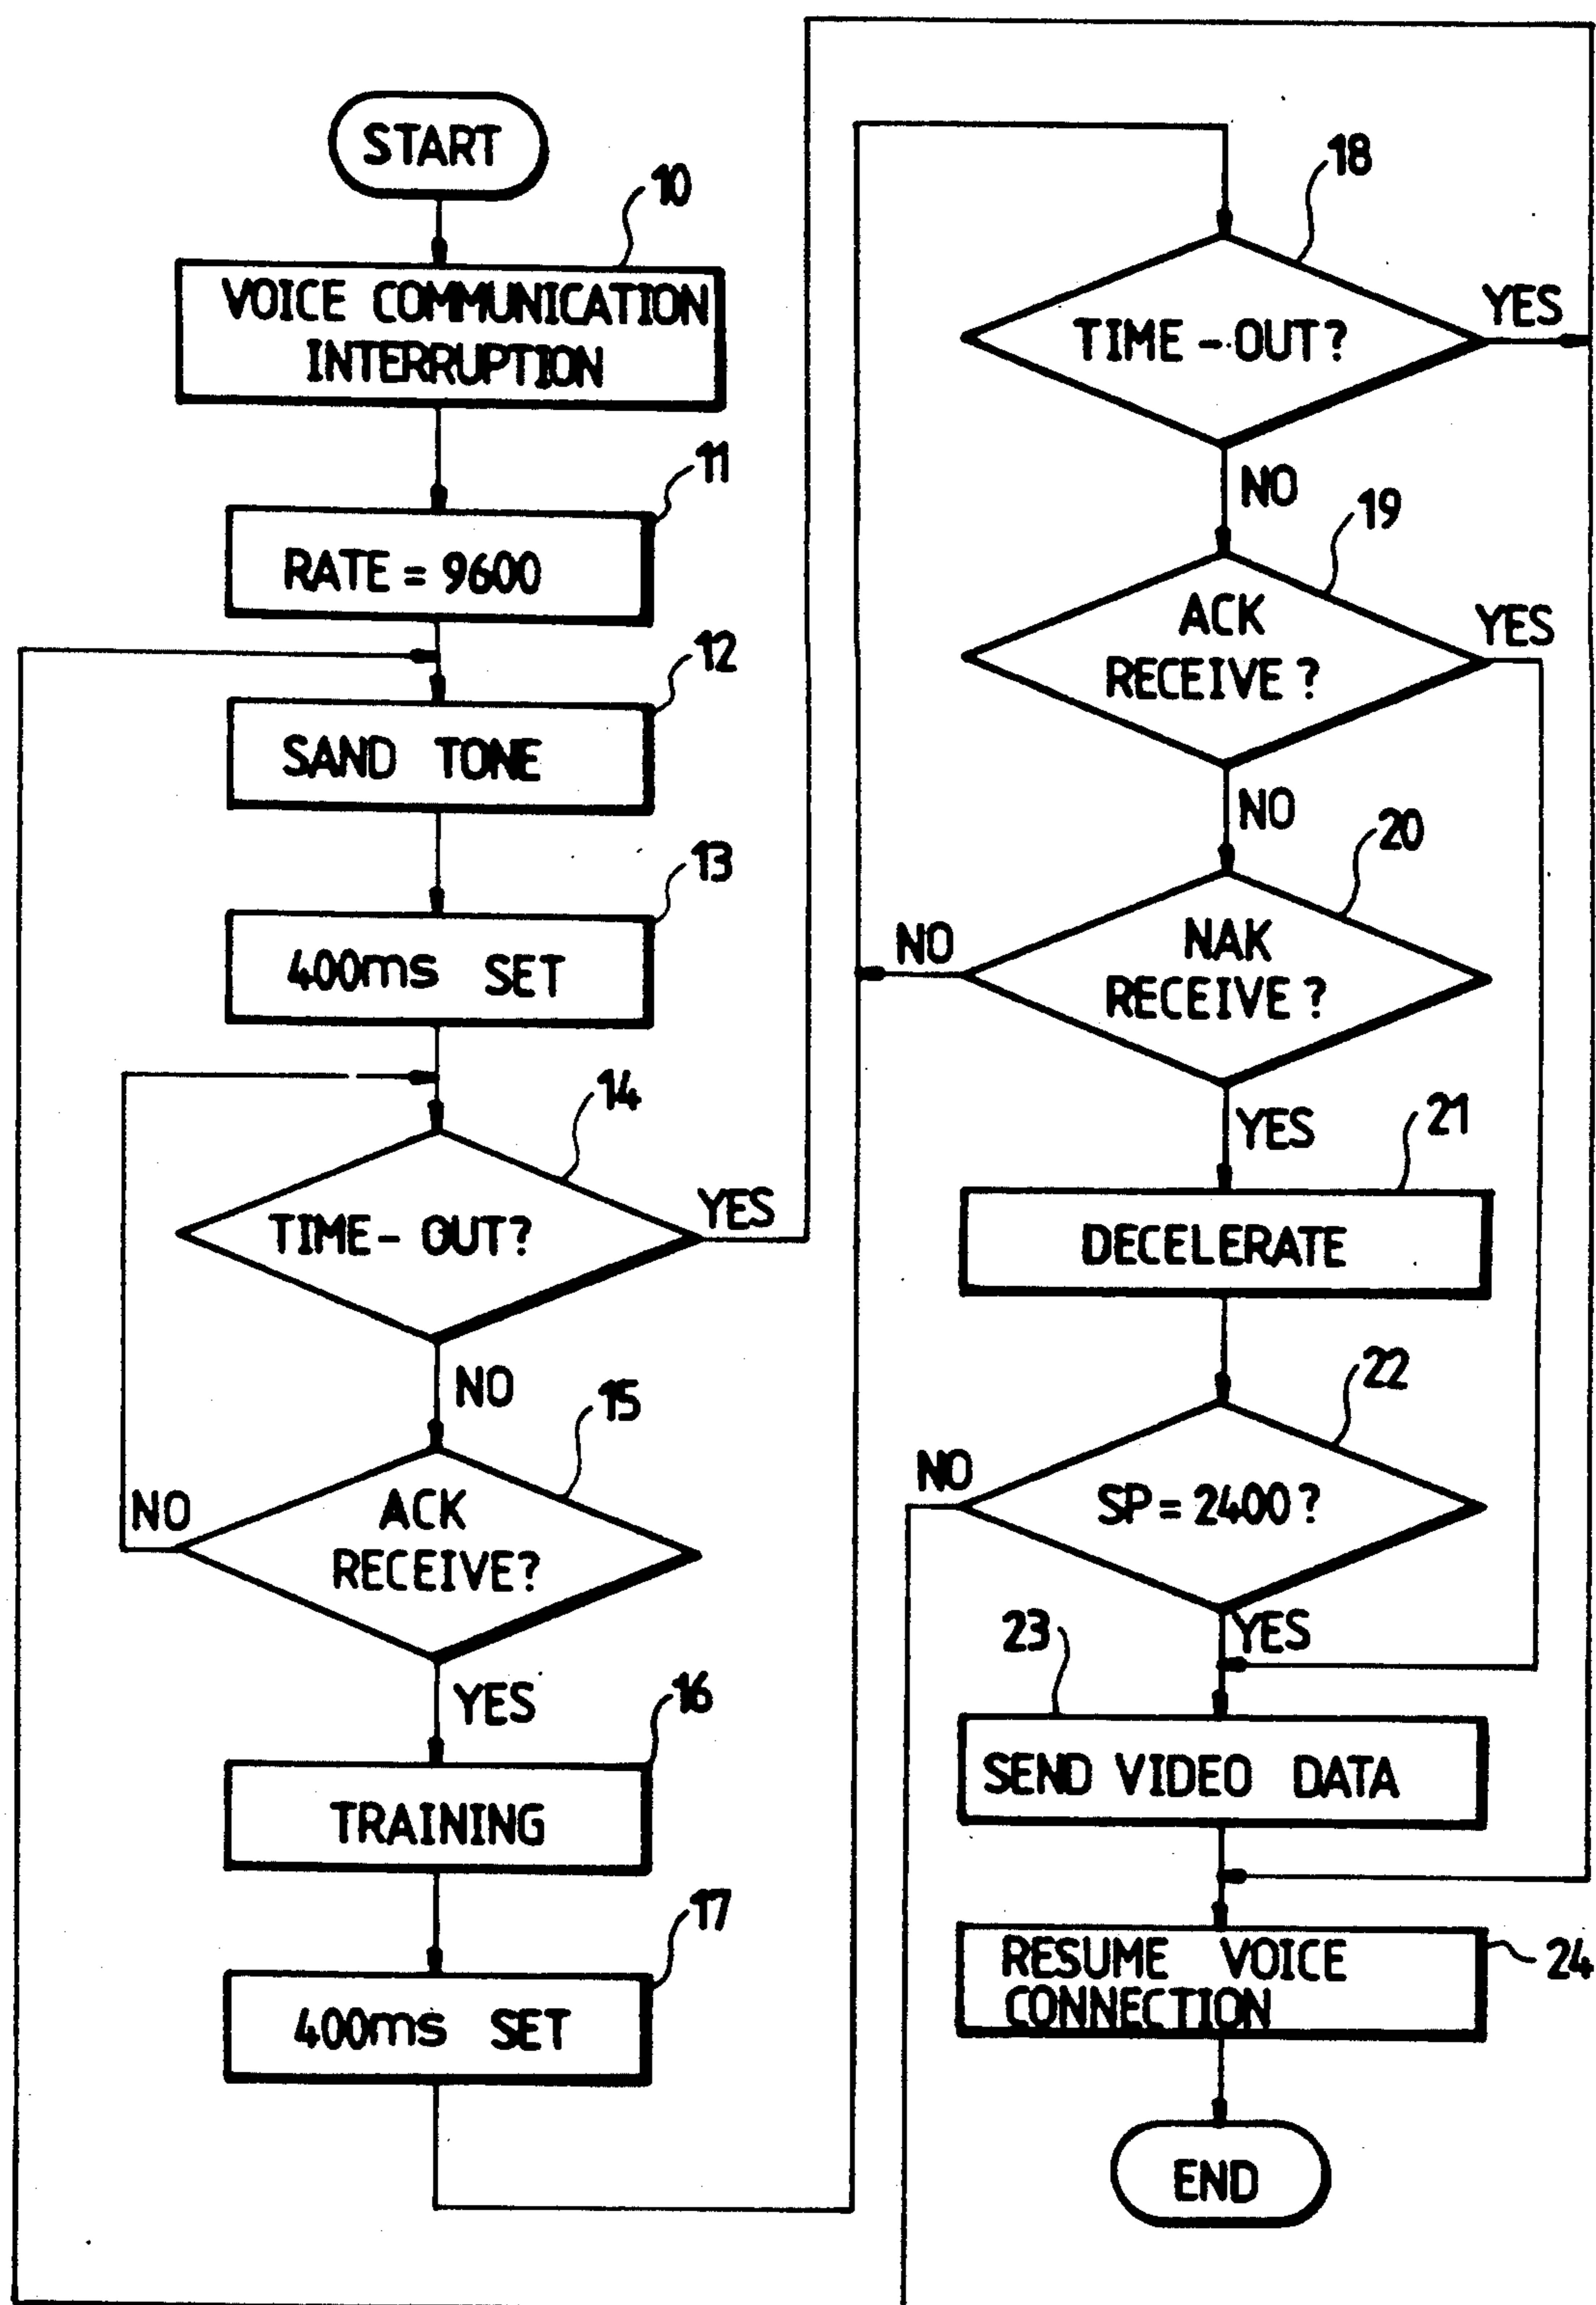 START
10
VOICE COMMUNICATION
INTERRUPTION
11
RATE = 9600
12
SAND TONE
13
400ms SET
14
TIME- OUT?
YES
NO
15
ACK
RECEIVE?
NO
YES
16
TRAINING
17
400ms SET
18
TIME - OUT?
YES
NO
19
ACK
RECEIVE ?
YES
NO
20
NAK
RECEIVE ?
NO
YES
21
DECELERATE
22
SP = 2400 ?
NO
YES
23
SEND VIDEO DATA
RESUME VOICE
CONNECTION
24
END